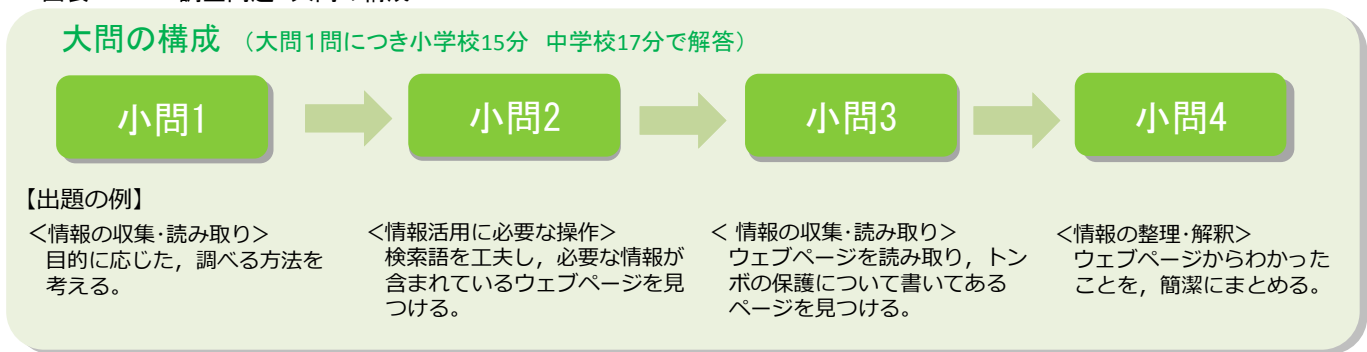 大問の構成 (大問1問につき小学校15分 中学校17分で解答)
小問1
小問2
小問3
小問4
【出題の例】
<情報の収集・読み取り>
目的に応じた，調べる方法を
考える。
<情報活用に必要な操作>
検索語を工夫し，必要な情報が
含まれているウェブページを見
つける。
< 情報の収集・読み取り>
ウェブページを読み取り，トン
ボの保護について書いてある
ページを見つける。
<情報の整理・解釈>
ウェブページからわかった
ことを，簡潔にまとめる。